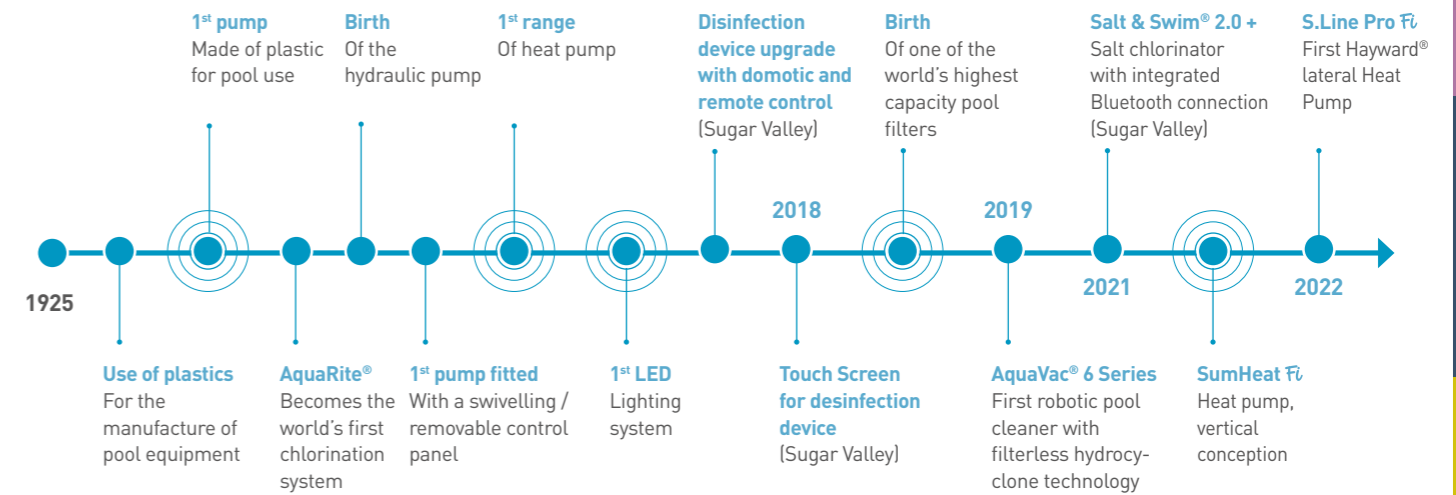 1st pump
Made of plastic
for pool use
Birth
Of the
hydraulic pump
1st range
Of heat pump
Disinfection
device upgrade
with domotic and
remote control
(Sugar Valley)
Birth
Of one of the
world's highest
capacity pool
filters
Salt & Swim® 2.0 +
Salt chlorinator
with integrated
Bluetooth connection
(Sugar Valley)
S.Line Pro Fi
First Hayward®
lateral Heat
Pump
2018
2019
1925
2021
2022
Use of plastics
For the
manufacture of
pool equipment
AquaRite®
Becomes the
world's first
chlorination
system
1st pump fitted
With a swivelling /
removable control
panel
1st LED
Lighting
system
Touch Screen
for desinfection
device
(Sugar Valley)
AquaVac® 6 Series
First robotic pool
cleaner with
filterless hydrocy-
clone technology
SumHeat Fi
Heat pump,
vertical
conception